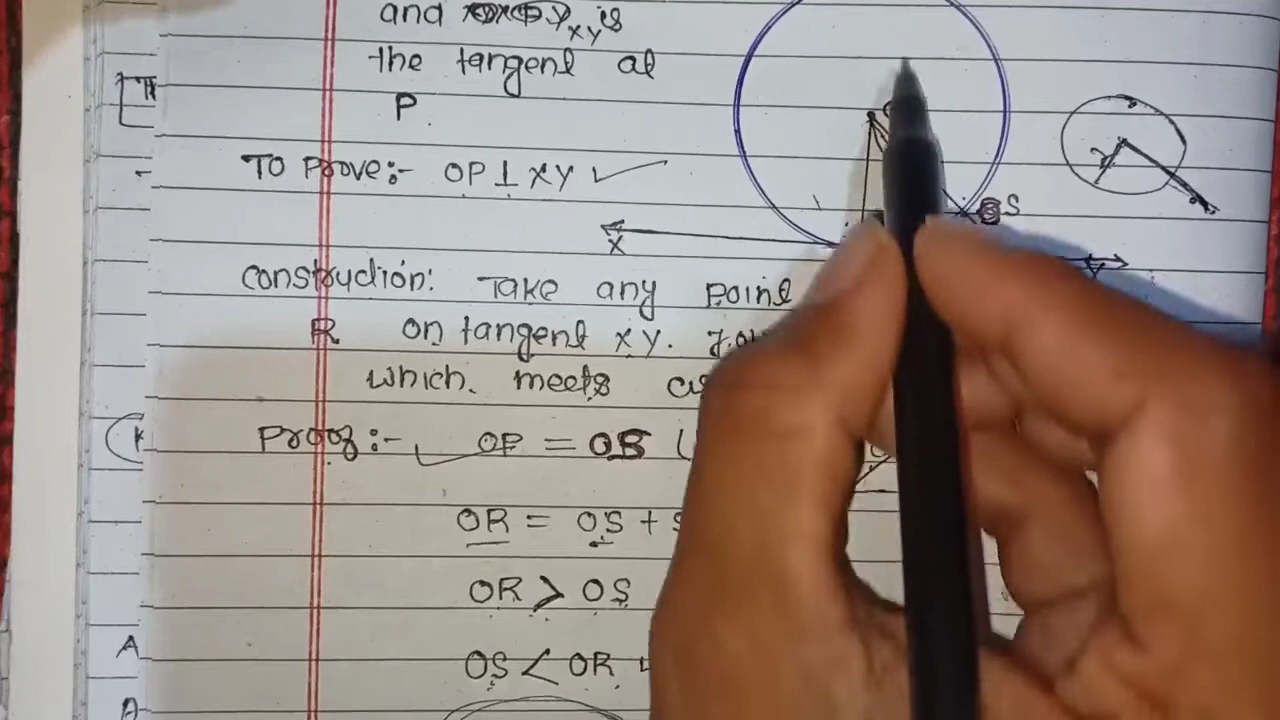 and XY is
the tangent at
P.
To Prove:- OP ⊥ XY
S
X
Y
construction: Take any point
R on tangent XY.
which meets
Proof:- OP = OS (
OR = OS +
OR > OS
OS < OR
A